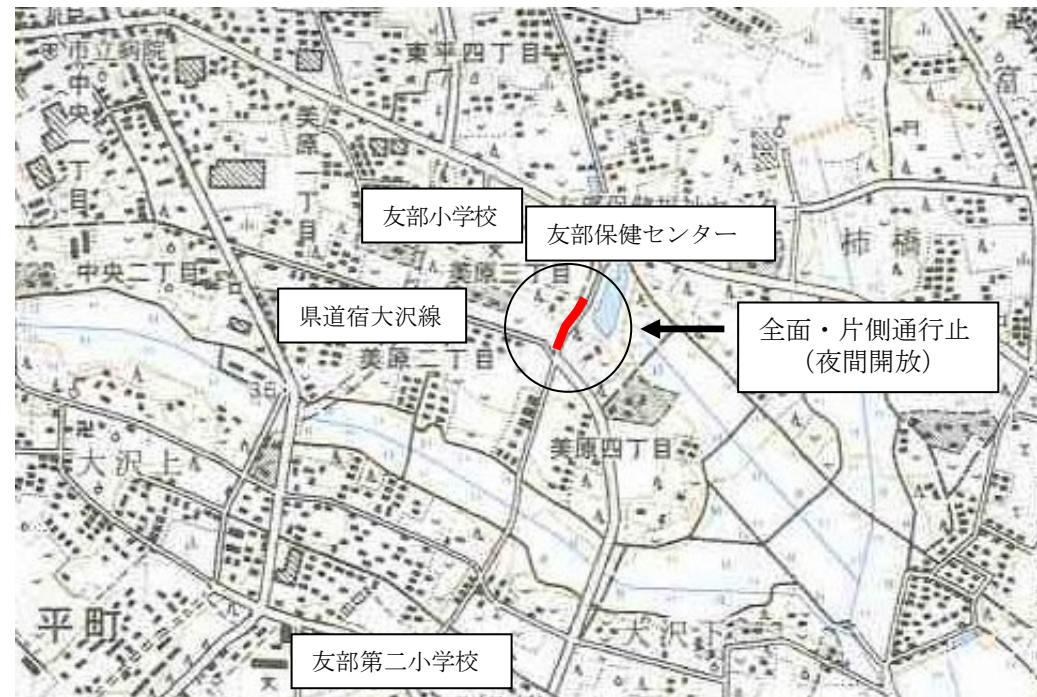 市立病院
東平四丁目
中央一丁目
美原一丁目
友部小学校
友部保健センター
柿橋
美原三丁目
中央二丁目
県道宿大沢線
全面・片側通行止
（夜間開放）
美原二丁目
35
美原四丁目
大沢上
平町
大沢下
友部第二小学校
文